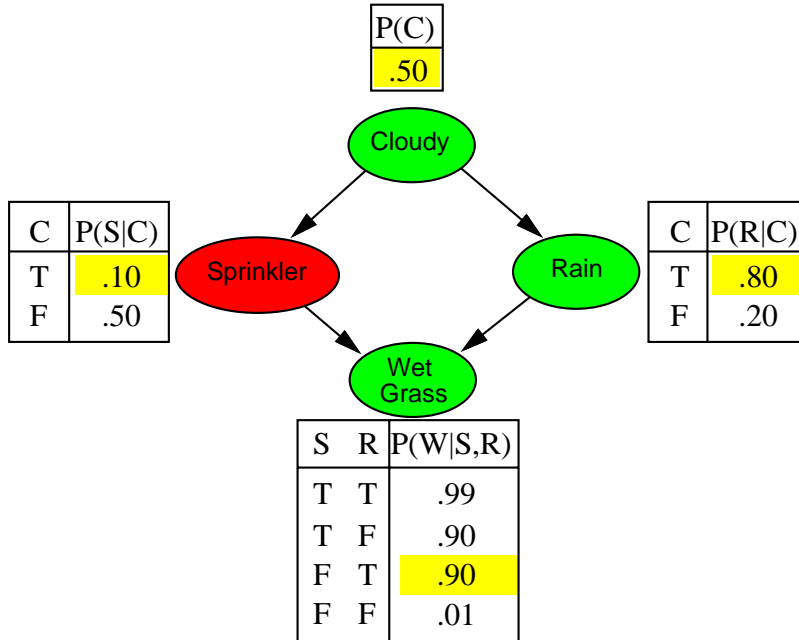 P(C)
.50
Cloudy
C P(S|C)
T .10
F .50
Sprinkler
Rain
C P(R|C)
T .80
F .20
Wet
Grass
S R P(W|S,R)
T T .99
T F .90
F T .90
F F .01